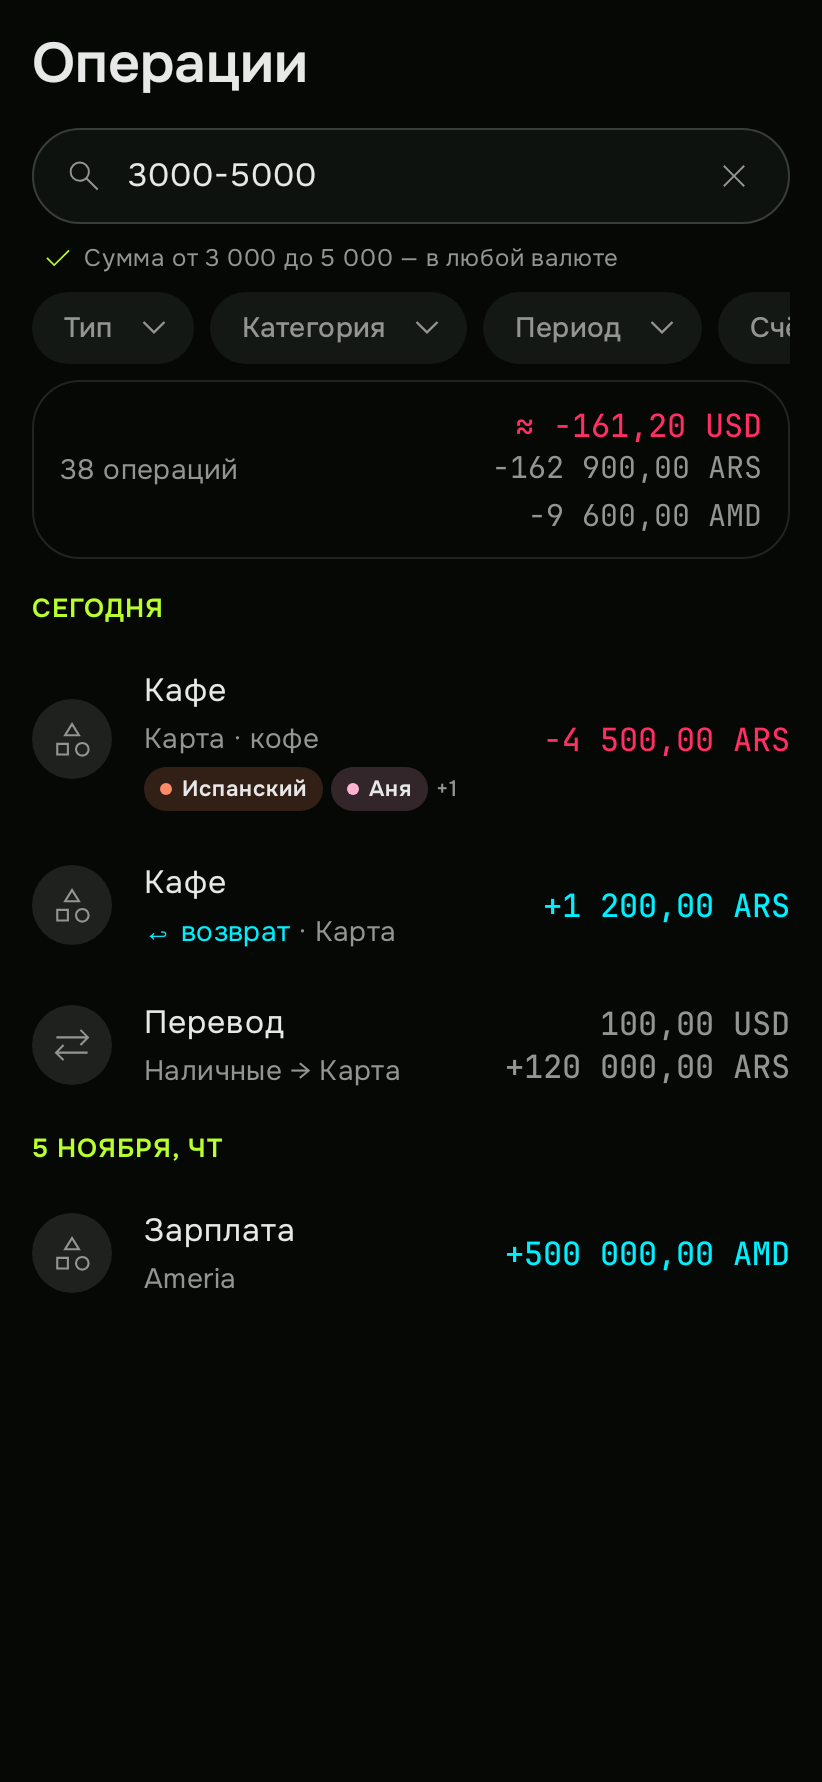 Операции
3000-5000
Сумма от 3 000 до 5 000 — в любой валюте
Тип
Категория
Период
Счё
≈ -161,20 USD
38 операций
-162 900,00 ARS
-9 600,00 AMD
СЕГОДНЯ
Кафе
Карта · кофе
-4 500,00 ARS
Испанский
Аня
+1
Кафе
↩ возврат · Карта
+1 200,00 ARS
Перевод
100,00 USD
Наличные → Карта
+120 000,00 ARS
5 НОЯБРЯ, ЧТ
Зарплата
Ameria
+500 000,00 AMD